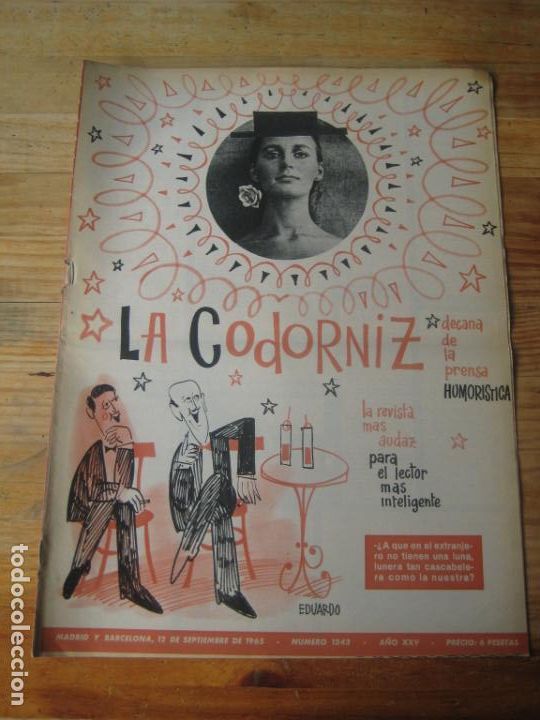 LA CODORNIZ
decana
de
la
prensa
HUMORISTICA
la revista
mas
audaz
para
el lector
mas
inteligente
-¿A que en el extranje-
ro no tienen una luna,
lunera tan cascabele-
ra como la nuestra?
EDUARDO
MADRID Y BARCELONA, 12 DE SEPTIEMBRE DE 1965 - NUMERO 1243 - AÑO XXV - PRECIO: 6 PESETAS
todocoleccion